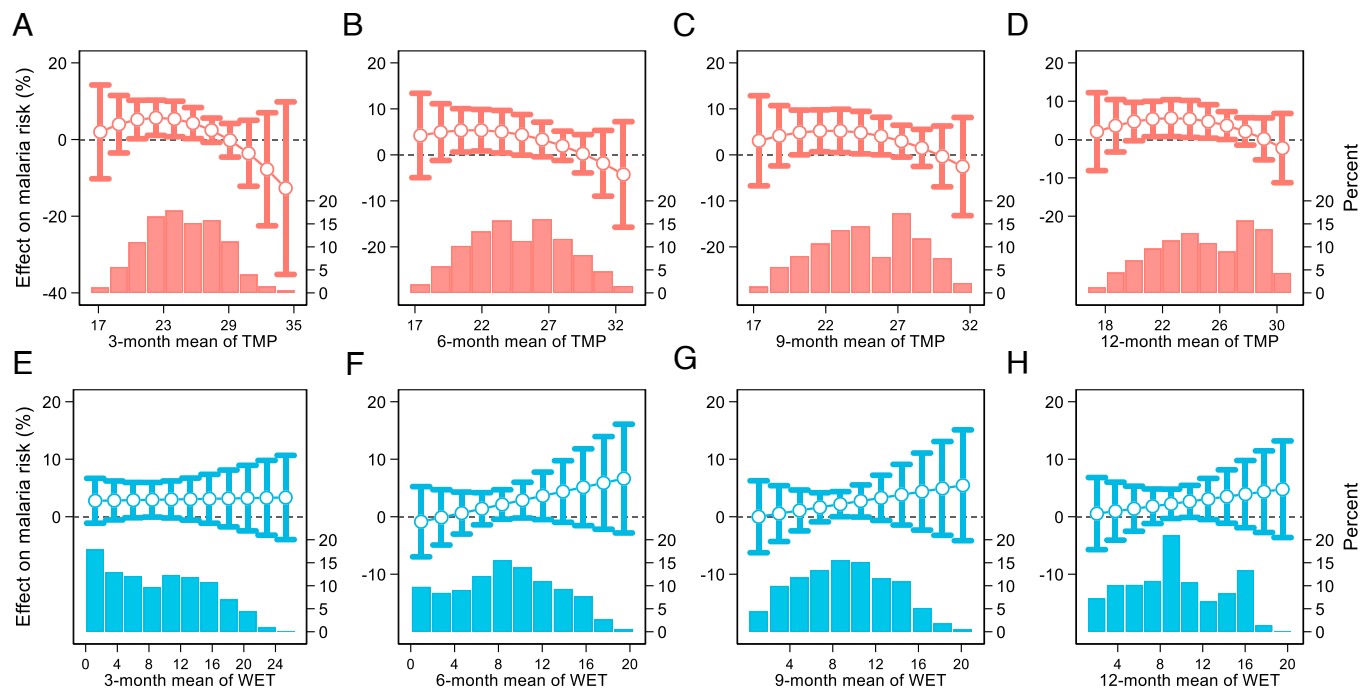 A B C D
Effect on malaria risk (%)
20 0 -20 -40
20 15 10 5 0
17 23 29 35
3-month mean of TMP
20 10 0 -10 -20
20 15 10 5 0
17 22 27 32
6-month mean of TMP
20 10 0 -10 -20
20 15 10 5 0
17 22 27 32
9-month mean of TMP
20 10 0 -10 -20
20 15 10 5 0
Percent
18 22 26 30
12-month mean of TMP
E F G H
Effect on malaria risk (%)
20 10 0
20 15 10 5 0
0 4 8 12 16 20 24
3-month mean of WET
20 10 0 -10
20 15 10 5 0
0 4 8 12 16 20
6-month mean of WET
20 10 0 -10
20 15 10 5 0
4 8 12 16 20
9-month mean of WET
20 10 0 -10
20 15 10 5 0
Percent
4 8 12 16 20
12-month mean of WET